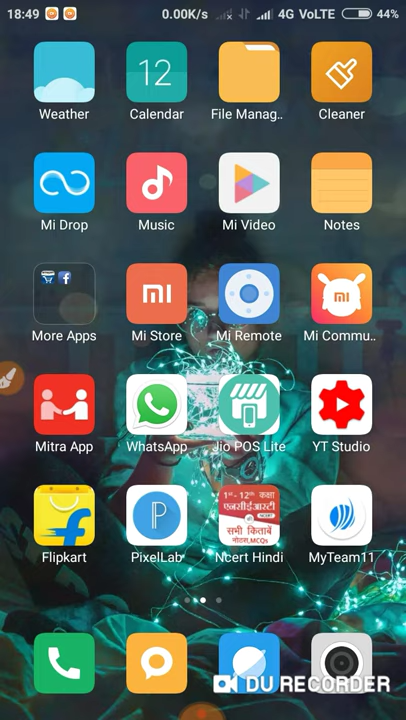 18:49 0.00K/s 4G VoLTE 44%
12
Weather Calendar File Manag.. Cleaner
Mi Drop Music Mi Video Notes
More Apps Mi Store Mi Remote Mi Commu..
Mitra App WhatsApp Jio POS Lite YT Studio
1st - 12th कक्षा
एनसीईआरटी
सभी किताबें
नोट्स,MCQs
Flipkart PixelLab Ncert Hindi MyTeam11
DU RECORDER